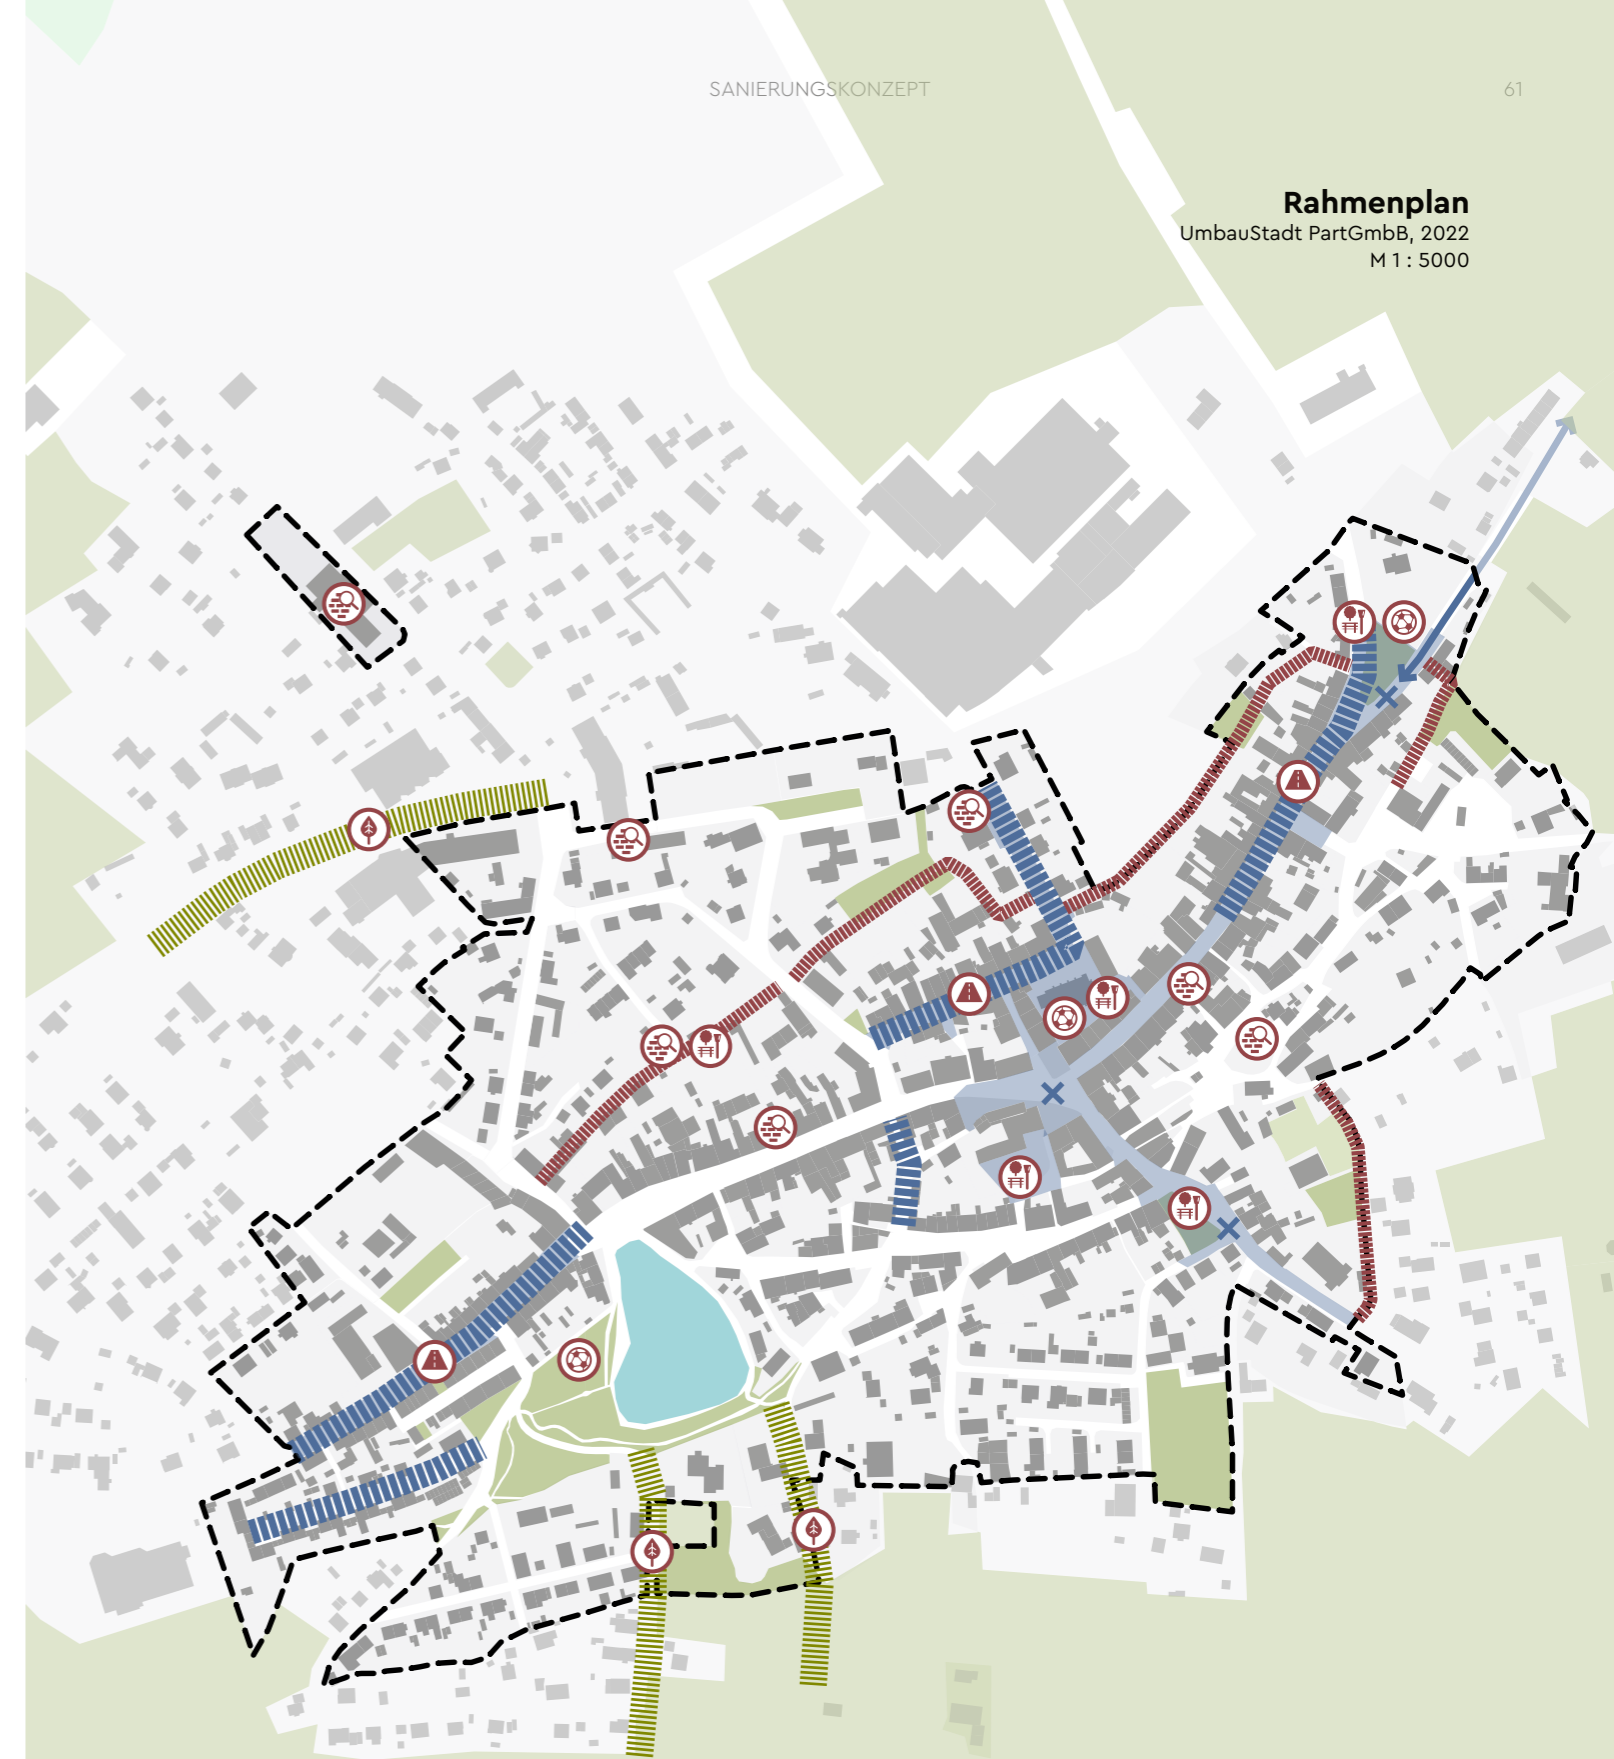 SANIERUNGSKONZEPT
61
Rahmenplan
UmbauStadt PartGmbB, 2022
M 1 : 5000